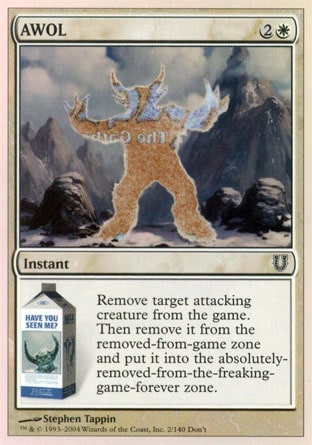 AWOL 2
The Gath
Instant
HAVE YOU
SEEN ME?
Remove target attacking
creature from the game.
Then remove it from the
removed-from-game zone
and put it into the absolutely-
removed-from-the-freaking-
game-forever zone.
Stephen Tappin
™ & © 1993–2004 Wizards of the Coast, Inc. 2/140 Don't